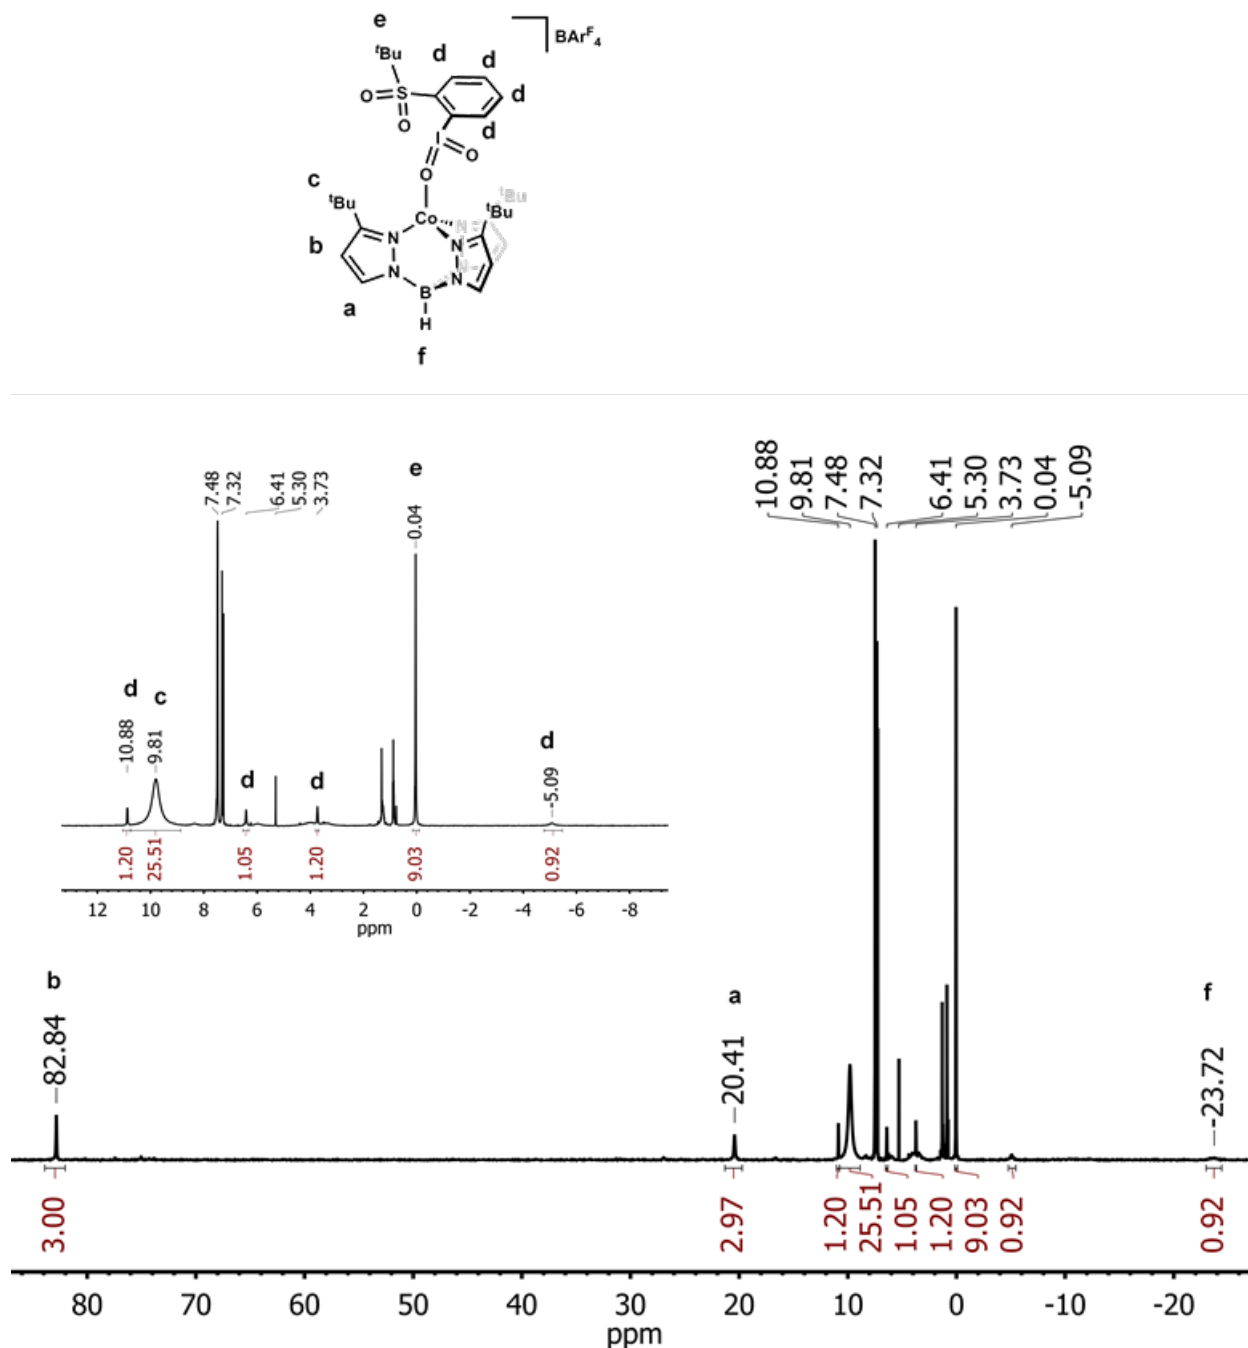 e
BArF4
tBu
d
d
O
S
d
O
d
I
O
O
c
tBu
tBu
tBu
Co
N
b
N
N
N
N
N
a
B
H
f
10.88
9.81
7.48
7.32
6.41
5.30
3.73
0.04
-5.09
e
7.48
7.32
6.41
5.30
3.73
0.04
d
c
10.88
9.81
d
d
d
-5.09
1.20
25.51
1.05
1.20
9.03
0.92
12 10 8 6 4 2 0 -2 -4 -6 -8
ppm
b
82.84
a
20.41
f
-23.72
3.00
2.97
1.20
25.51
1.05
1.20
9.03
0.92
0.92
80 70 60 50 40 30 20 10 0 -10 -20
ppm